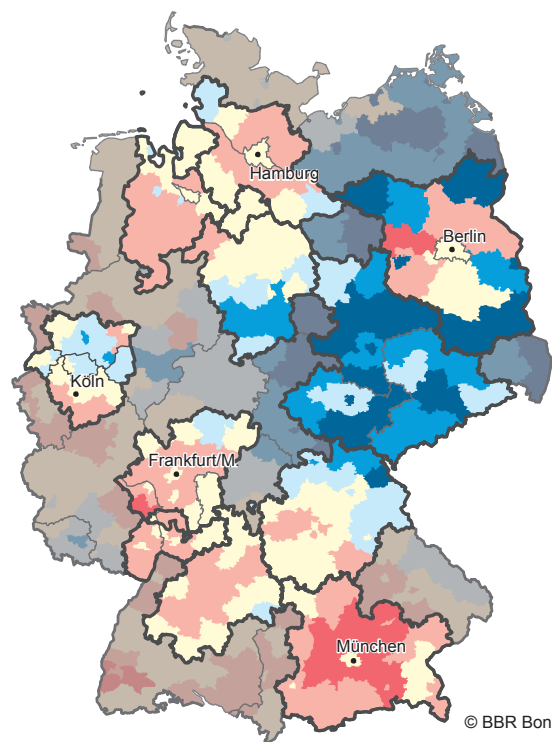 Hamburg
Berlin
Köln
Frankfurt/M.
München
© BBR Bon